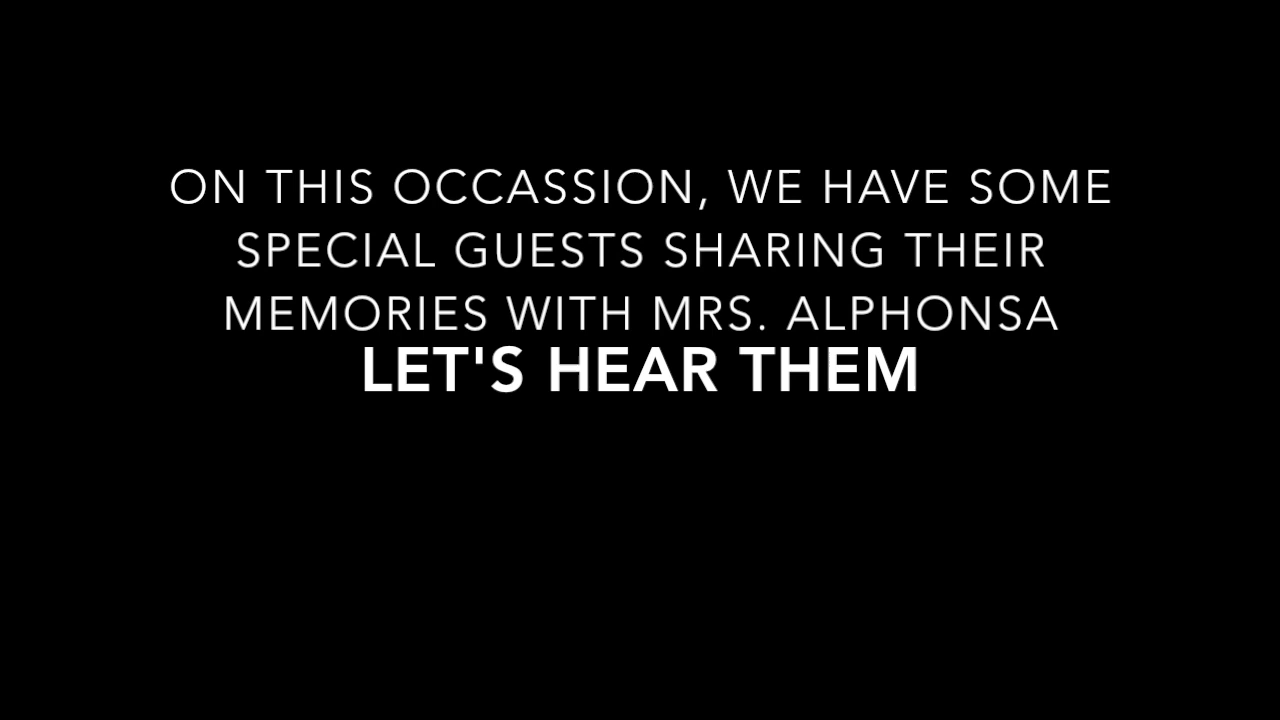 ON THIS OCCASSION, WE HAVE SOME
SPECIAL GUESTS SHARING THEIR
MEMORIES WITH MRS. ALPHONSA
LET'S HEAR THEM